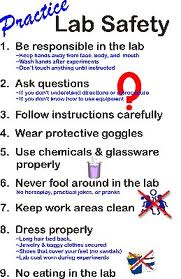 Practice
Lab Safety
1. Be responsible in the lab
~Keep hands away from face, body, and mouth
~Wash hands after experiments
~Don't touch anything until instructed
2. Ask questions
~If you don't understand directions or a procedure
~If you don't know how to use equipment
?
3. Follow instructions carefully
4. Wear protective goggles
5. Use chemicals & glassware
properly
6. Never fool around in the lab
No horseplay, practical jokes, or pranks
7. Keep work areas clean
8. Dress properly
~Long hair tied back.
~Jewelry & baggy clothes secured
~Shoes that cover your feet (no sandals)
~Lab coat worn during experiments
9. No eating in the lab